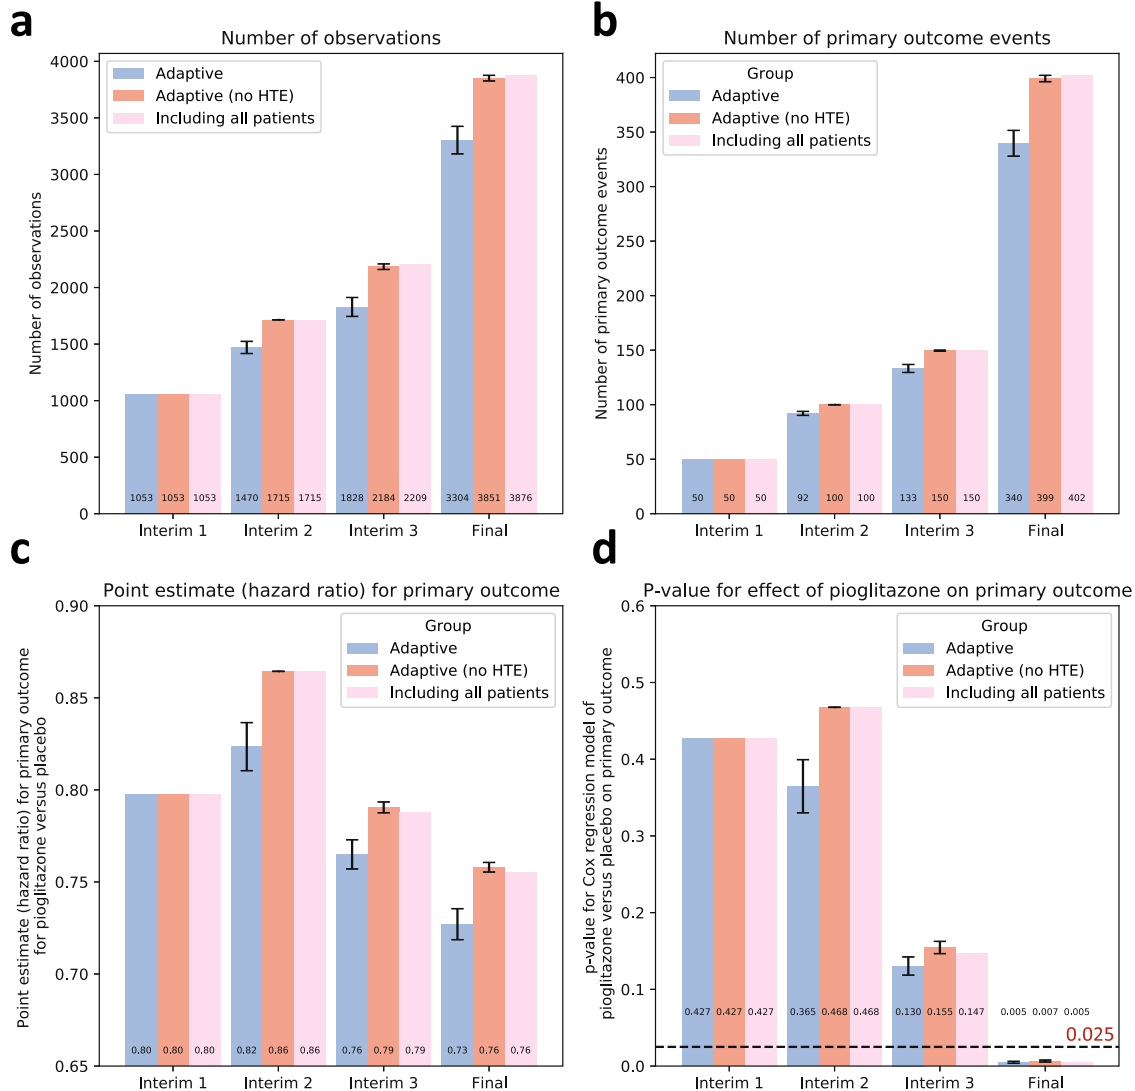 a
Number of observations
Adaptive
Adaptive (no HTE)
Including all patients
Number of observations
4000
3500
3000
2500
2000
1500
1000
500
0
1053 1053 1053 1470 1715 1715 1828 2184 2209 3304 3851 3876
Interim 1 Interim 2 Interim 3 Final
b
Number of primary outcome events
Group
Adaptive
Adaptive (no HTE)
Including all patients
Number of primary outcome events
400
350
300
250
200
150
100
50
0
50 50 50 92 100 100 133 150 150 340 399 402
Interim 1 Interim 2 Interim 3 Final
c
Point estimate (hazard ratio) for primary outcome
Group
Adaptive
Adaptive (no HTE)
Including all patients
Point estimate (hazard ratio) for primary outcome
for pioglitazone versus placebo
0.90
0.85
0.80
0.75
0.70
0.65
0.80 0.80 0.80 0.82 0.86 0.86 0.76 0.79 0.79 0.73 0.76 0.76
Interim 1 Interim 2 Interim 3 Final
d
P-value for effect of pioglitazone on primary outcome
Group
Adaptive
Adaptive (no HTE)
Including all patients
p-value for Cox regression model of
pioglitazone versus placebo on primary outcome
0.6
0.5
0.4
0.3
0.2
0.1
0.0
0.427 0.427 0.427 0.365 0.468 0.468 0.130 0.155 0.147 0.005 0.007 0.005
0.025
Interim 1 Interim 2 Interim 3 Final